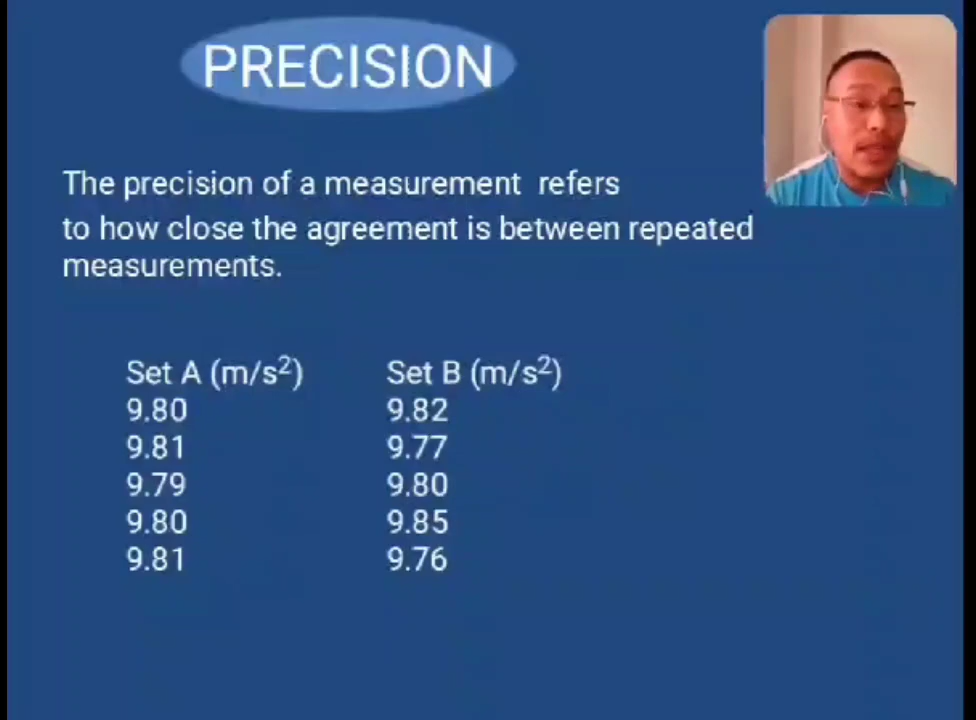 PRECISION
The precision of a measurement refers
to how close the agreement is between repeated
measurements.
Set A (m/s²) Set B (m/s²)
9.80 9.82
9.81 9.77
9.79 9.80
9.80 9.85
9.81 9.76